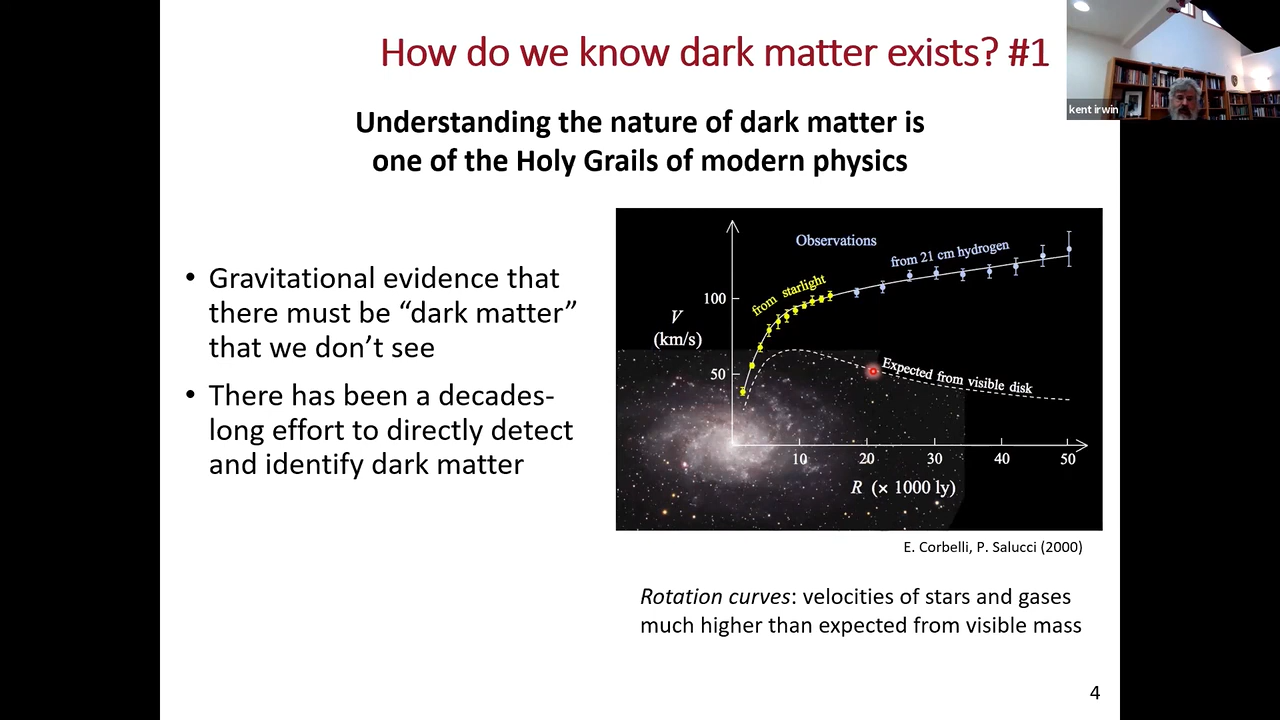 How do we know dark matter exists? #1
kent irwin
Understanding the nature of dark matter is
one of the Holy Grails of modern physics
• Gravitational evidence that
there must be “dark matter”
that we don’t see
• There has been a decades-
long effort to directly detect
and identify dark matter
Observations
from 21 cm hydrogen
from starlight
100
V
(km/s)
50
Expected from visible disk
10 20 30 40 50
R (× 1000 ly)
E. Corbelli, P. Salucci (2000)
Rotation curves: velocities of stars and gases
much higher than expected from visible mass
4